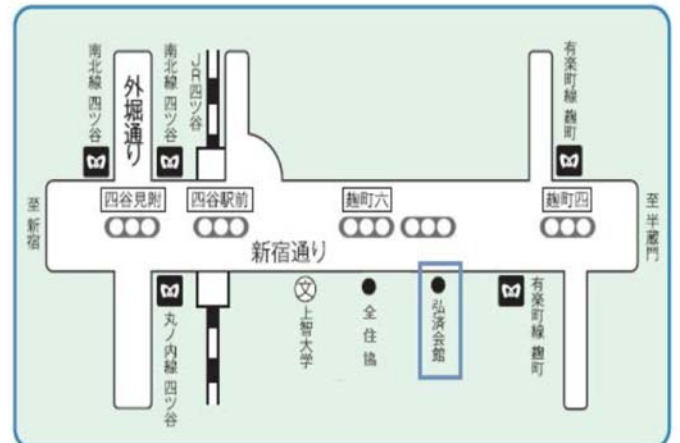 南北線 四ツ谷
外堀通り
南北線 四ツ谷
JR四ツ谷
有楽町線 麹町
至 新宿
四谷見附
四谷駅前
麹町六
麹町四
至 半蔵門
新宿通り
丸ノ内線 四ツ谷
文
上智大学
全住協
弘済会館
有楽町線 麹町